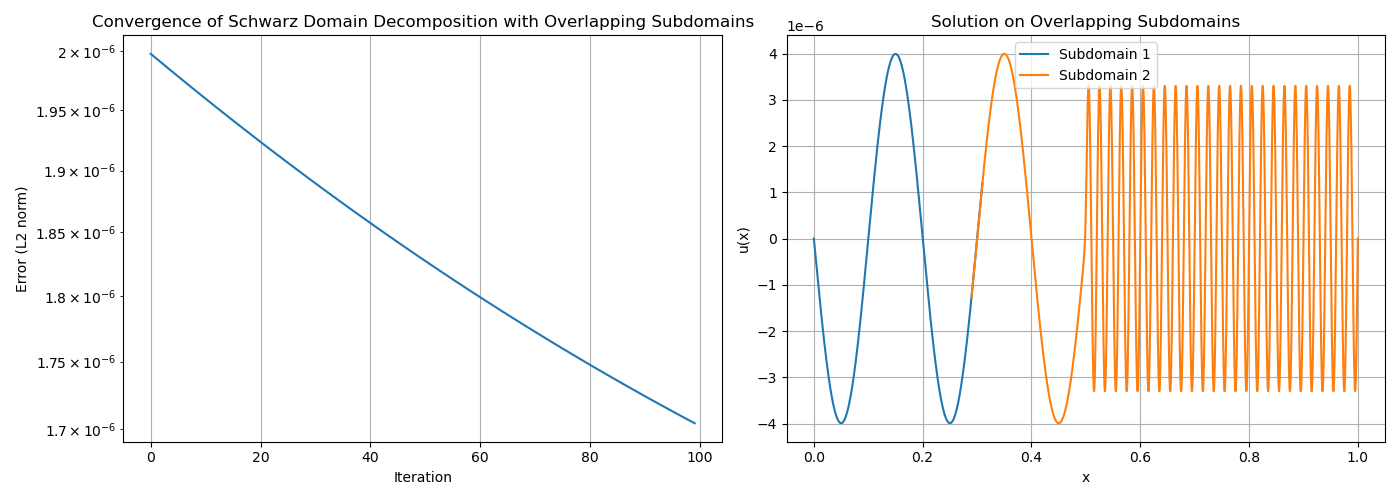 Convergence of Schwarz Domain Decomposition with Overlapping Subdomains
2 × 10⁻⁶
1.95 × 10⁻⁶
1.9 × 10⁻⁶
1.85 × 10⁻⁶
1.8 × 10⁻⁶
1.75 × 10⁻⁶
1.7 × 10⁻⁶
Error (L2 norm)
0 20 40 60 80 100
Iteration
Solution on Overlapping Subdomains
1e−6
Subdomain 1
Subdomain 2
4
3
2
1
0
−1
−2
−3
−4
u(x)
0.0 0.2 0.4 0.6 0.8 1.0
x